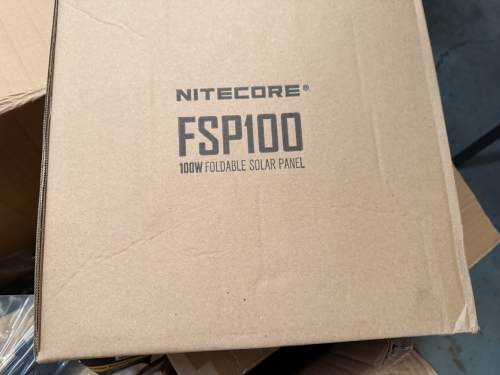 NITECORE®
FSP100
100W FOLDABLE SOLAR PANEL